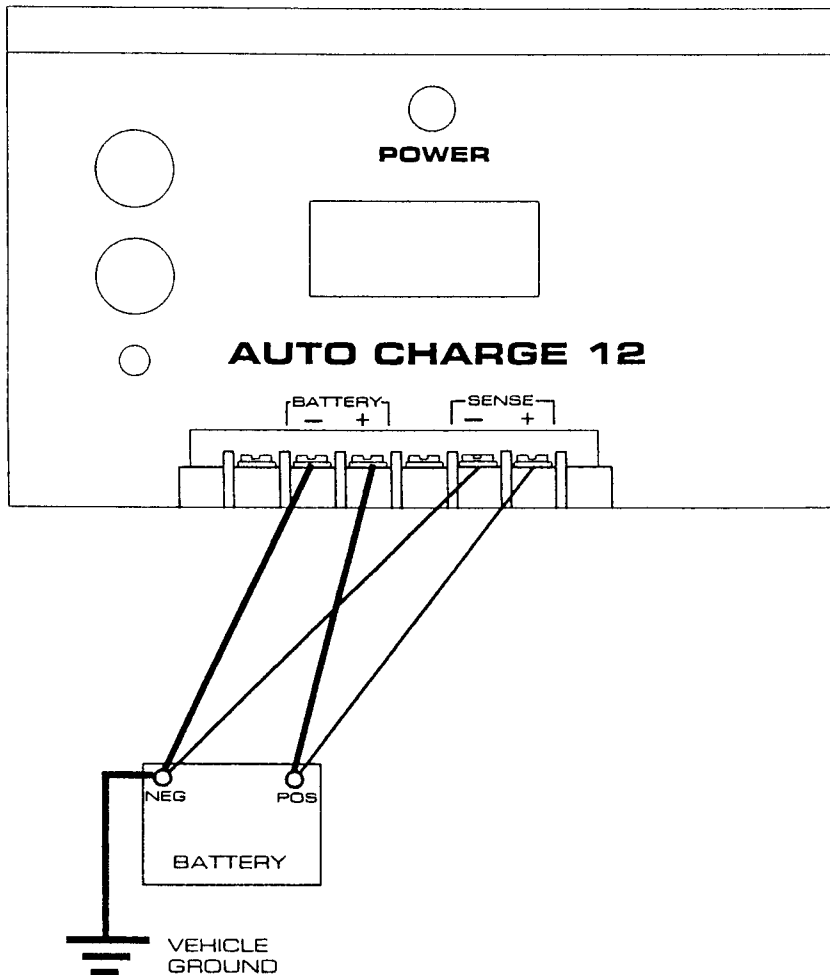 POWER
AUTO CHARGE 12
BATTERY SENSE
− + − +
NEG POS
BATTERY
VEHICLE
GROUND